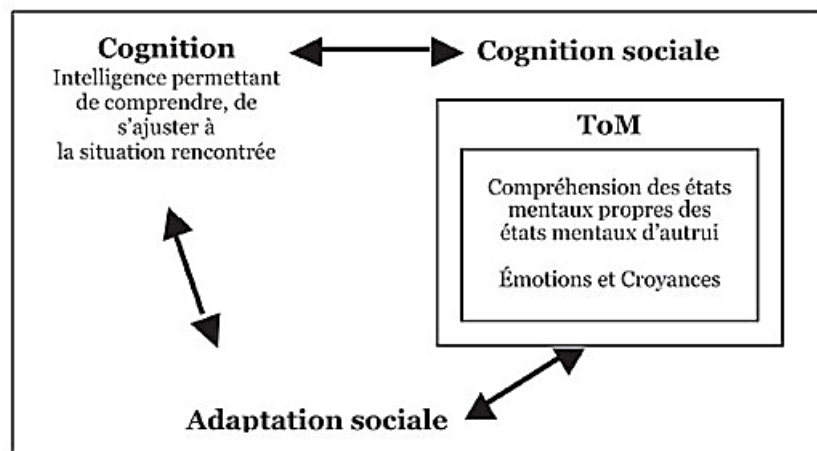 Cognition
Intelligence permettant
de comprendre, de
s'ajuster à
la situation rencontrée
Cognition sociale
ToM
Compréhension des états
mentaux propres des
états mentaux d'autrui
Émotions et Croyances
Adaptation sociale